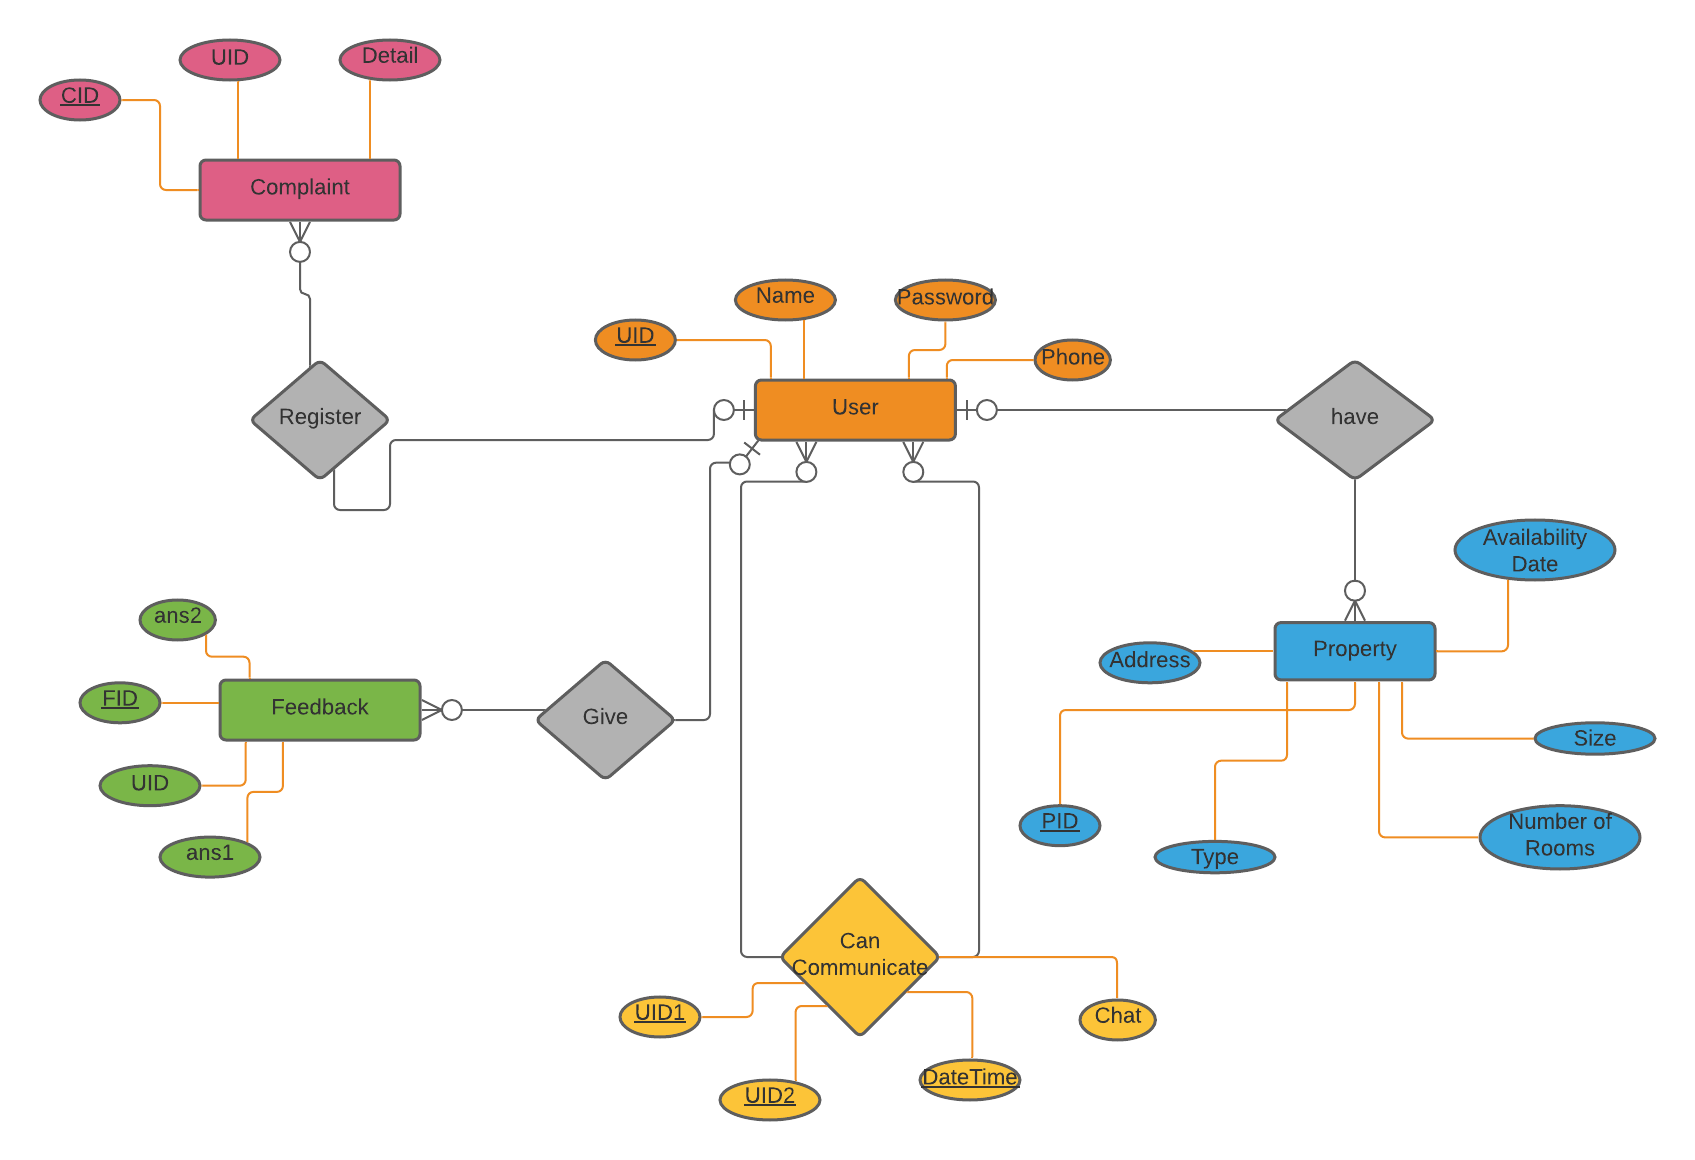 UID
Detail
CID
Complaint
Name
Password
UID
Phone
User
Register
have
Availability
Date
ans2
Property
Address
FID
Feedback
Give
Size
UID
PID
Number of
Rooms
ans1
Type
Can
Communicate
UID1
Chat
DateTime
UID2